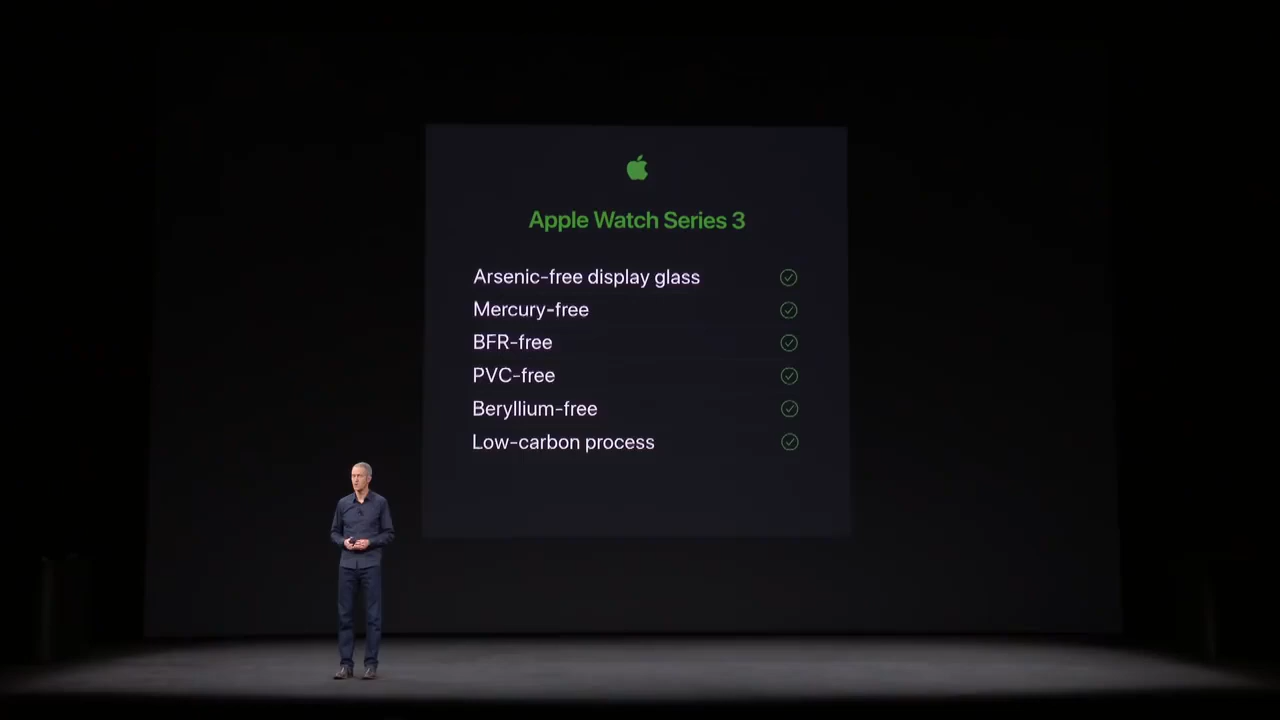 Apple Watch Series 3
Arsenic-free display glass
Mercury-free
BFR-free
PVC-free
Beryllium-free
Low-carbon process